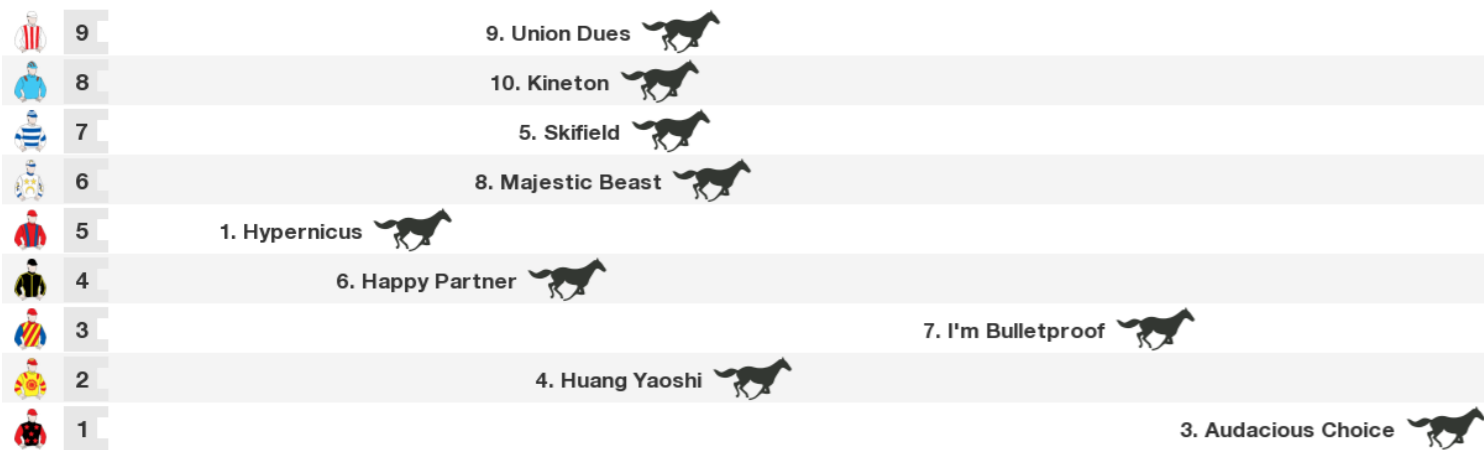 9 9. Union Dues
8 10. Kineton
7 5. Skifield
6 8. Majestic Beast
5 1. Hypernicus
4 6. Happy Partner
3 7. I'm Bulletproof
2 4. Huang Yaoshi
1 3. Audacious Choice